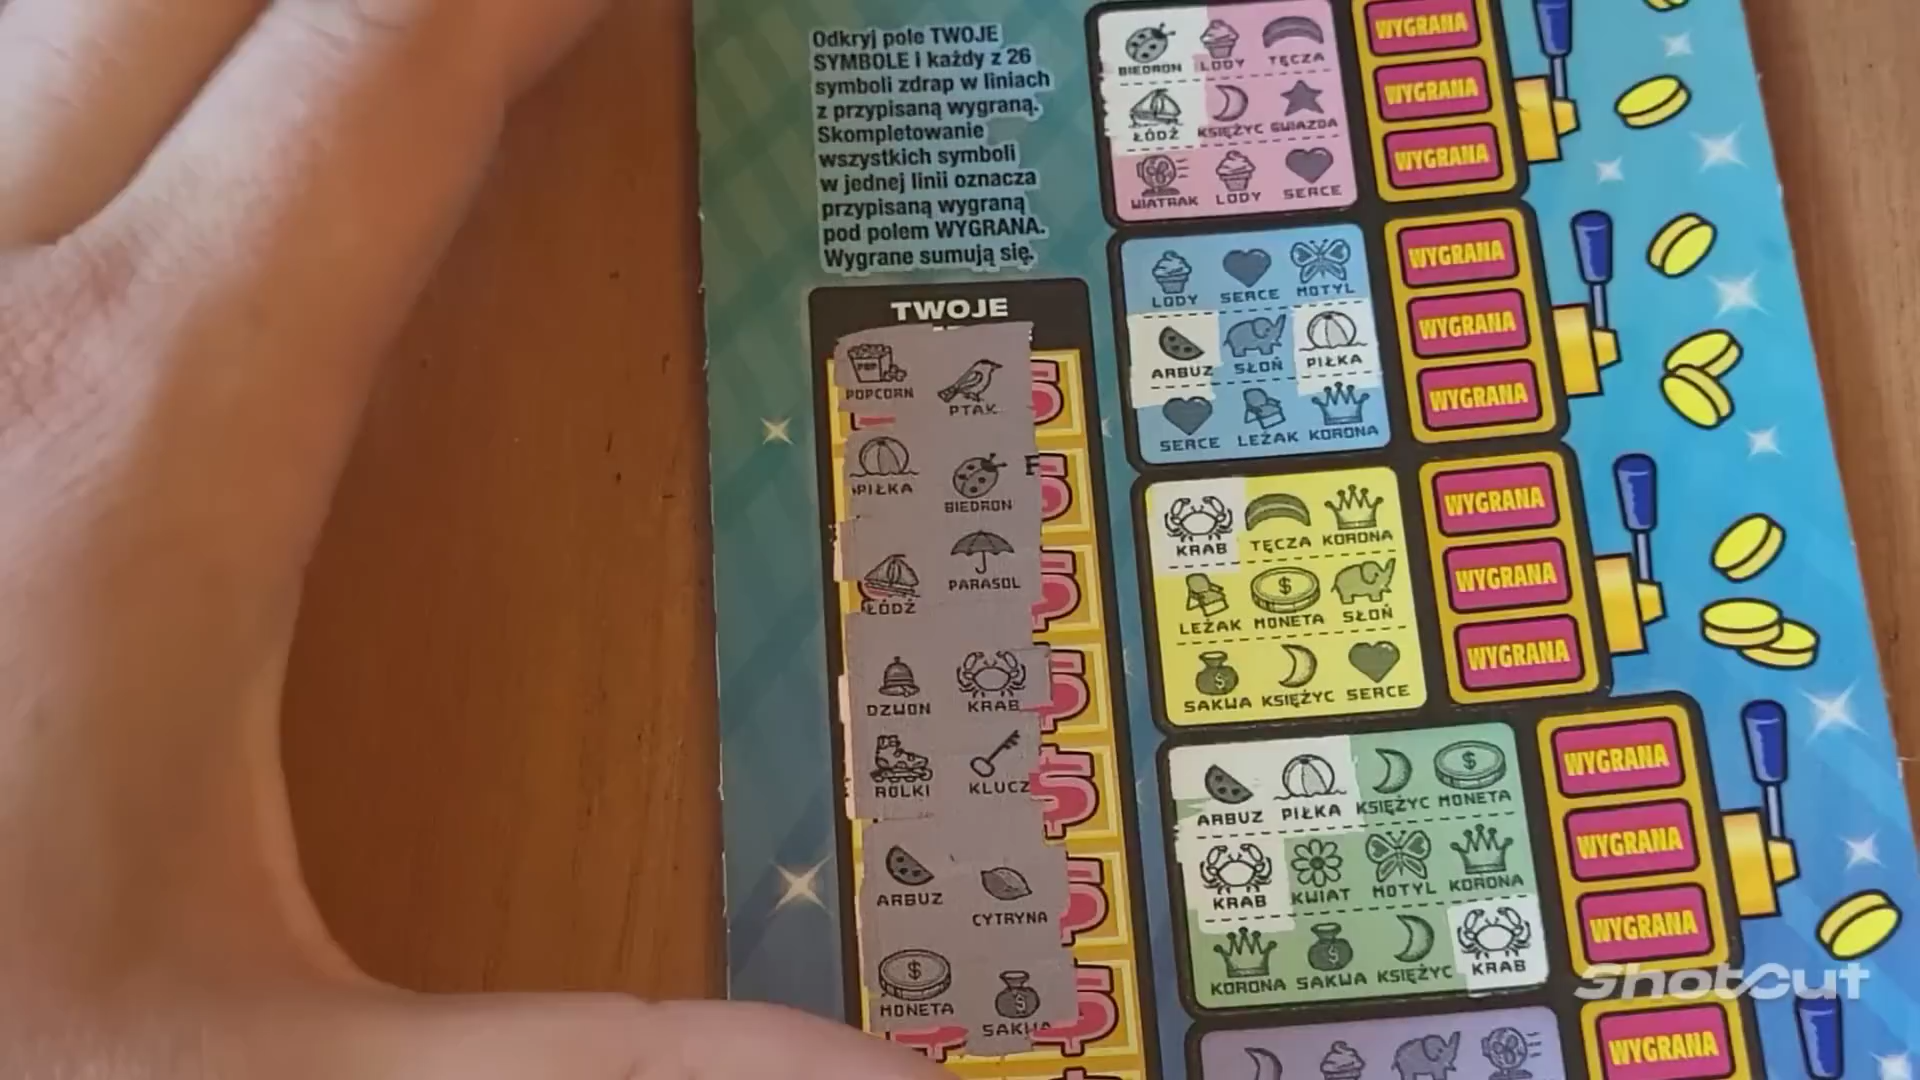 Odkryj pole TWOJE
SYMBOLE i każdy z 26
symboli zdrap w liniach
z przypisaną wygraną.
Skompletowanie
wszystkich symboli
w jednej linii oznacza
przypisaną wygraną
pod polem WYGRANA.
Wygrane sumują się.
TWOJE
POPCORN PTAK
PIŁKA BIEDRON
ŁÓDŹ PARASOL
DZWON KRAB
ROLKI KLUCZ
ARBUZ CYTRYNA
MONETA SAKWA
BIEDRON LODY TĘCZA WYGRANA
ŁÓDŹ KSIĘŻYC GWIAZDA WYGRANA
WIATRAK LODY SERCE WYGRANA
LODY SERCE MOTYL WYGRANA
ARBUZ SŁOŃ PIŁKA WYGRANA
SERCE LEŻAK KORONA WYGRANA
KRAB TĘCZA KORONA WYGRANA
LEŻAK MONETA SŁOŃ WYGRANA
SAKWA KSIĘŻYC SERCE WYGRANA
ARBUZ PIŁKA KSIĘŻYC MONETA WYGRANA
KRAB KWIAT MOTYL KORONA WYGRANA
KORONA SAKWA KSIĘŻYC KRAB WYGRANA
WYGRANA
ShotCut